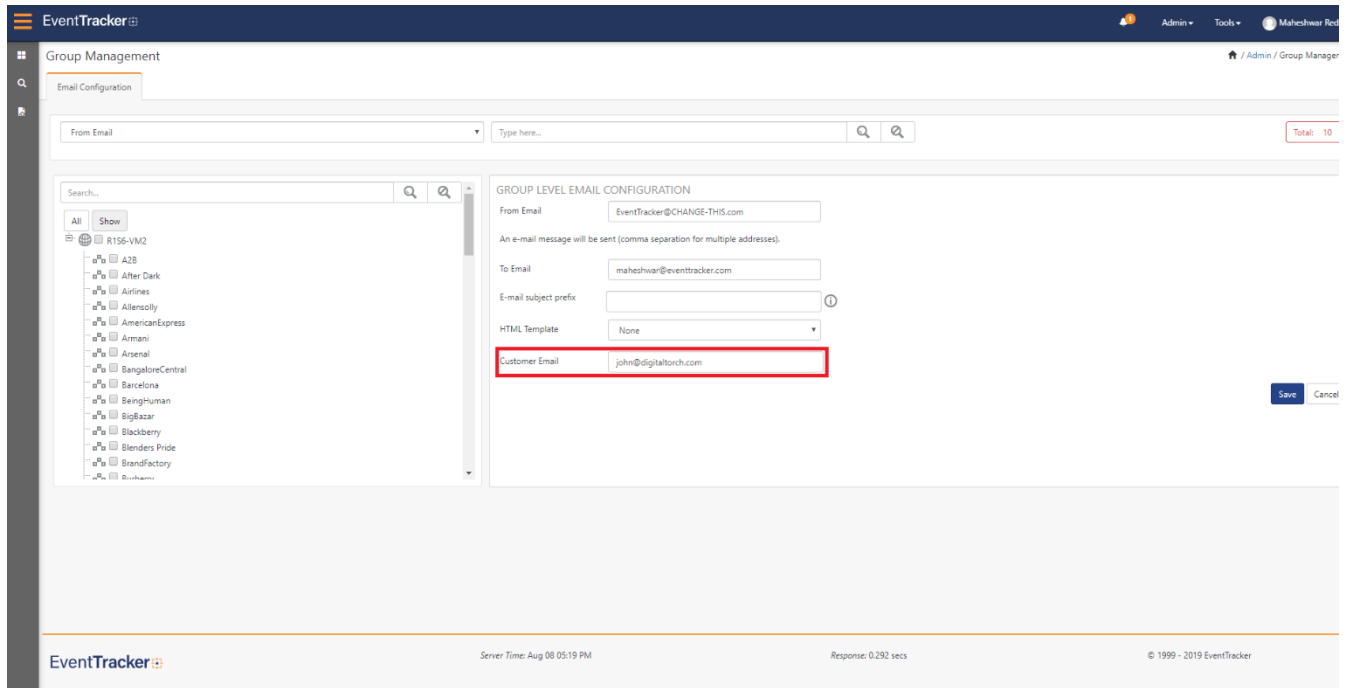 EventTracker
1
Admin
Tools
Maheshwar Red
Group Management
/ Admin / Group Manager
Email Configuration
From Email
Type here...
Total: 10
Search...
All
Show
R1S6-VM2
A2B
After Dark
Airlines
Allensolly
AmericanExpress
Armani
Arsenal
BangaloreCentral
Barcelona
BeingHuman
BigBazar
Blackberry
Blenders Pride
BrandFactory
GROUP LEVEL EMAIL CONFIGURATION
From Email
EventTracker@CHANGE-THIS.com
An e-mail message will be sent (comma separation for multiple addresses).
To Email
maheshwar@eventtracker.com
E-mail subject prefix
HTML Template
None
Customer Email
john@digitaltorch.com
Save
Cancel
EventTracker
Server Time: Aug 08 05:19 PM
Response: 0.292 secs
© 1999 - 2019 EventTracker